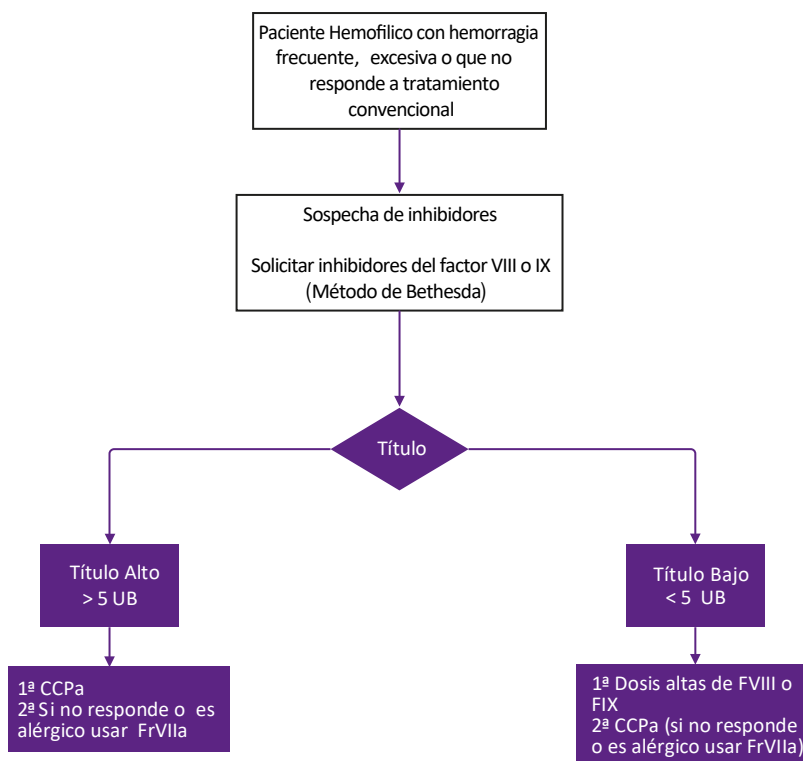 Paciente Hemofilico con hemorragia
frecuente, excesiva o que no
responde a tratamiento
convencional
Sospecha de inhibidores
Solicitar inhibidores del factor VIII o IX
(Método de Bethesda)
Título
Título Alto
> 5 UB
Título Bajo
< 5 UB
1ª CCPa
2ª Si no responde o es
alérgico usar FrVIIa
1ª Dosis altas de FVIII o
FIX
2ª CCPa (si no responde
o es alérgico usar FrVIIa)